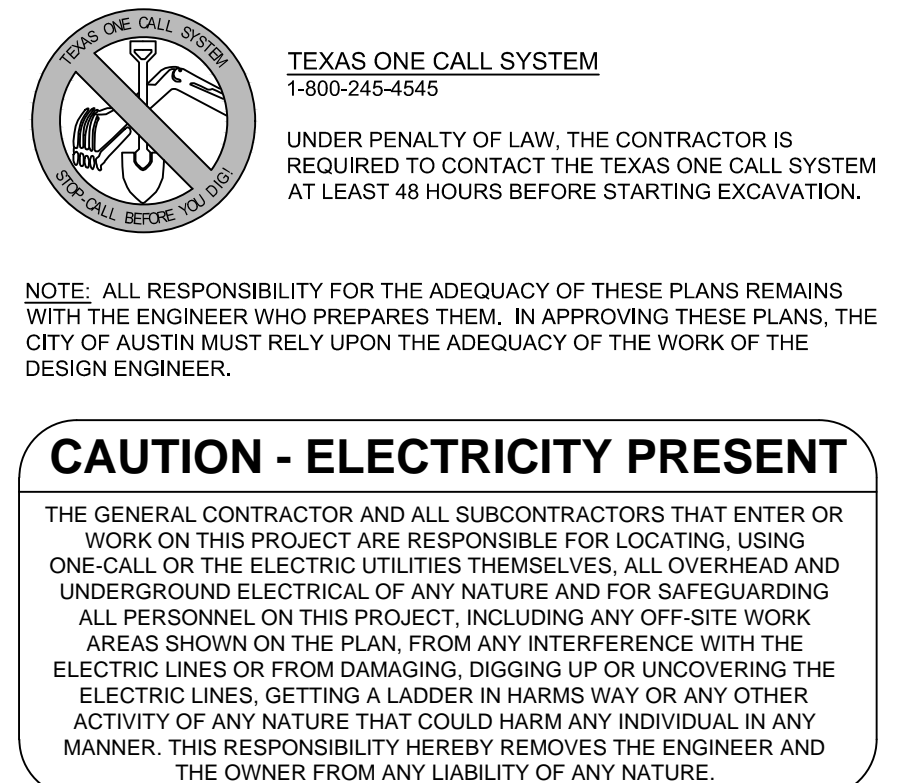 TEXAS ONE CALL SYSTEM
STOP-CALL BEFORE YOU DIG!
TEXAS ONE CALL SYSTEM
1-800-245-4545
UNDER PENALTY OF LAW, THE CONTRACTOR IS
REQUIRED TO CONTACT THE TEXAS ONE CALL SYSTEM
AT LEAST 48 HOURS BEFORE STARTING EXCAVATION.
NOTE: ALL RESPONSIBILITY FOR THE ADEQUACY OF THESE PLANS REMAINS
WITH THE ENGINEER WHO PREPARES THEM. IN APPROVING THESE PLANS, THE
CITY OF AUSTIN MUST RELY UPON THE ADEQUACY OF THE WORK OF THE
DESIGN ENGINEER.
CAUTION - ELECTRICITY PRESENT
THE GENERAL CONTRACTOR AND ALL SUBCONTRACTORS THAT ENTER OR
WORK ON THIS PROJECT ARE RESPONSIBLE FOR LOCATING, USING
ONE-CALL OR THE ELECTRIC UTILITIES THEMSELVES, ALL OVERHEAD AND
UNDERGROUND ELECTRICAL OF ANY NATURE AND FOR SAFEGUARDING
ALL PERSONNEL ON THIS PROJECT, INCLUDING ANY OFF-SITE WORK
AREAS SHOWN ON THE PLAN, FROM ANY INTERFERENCE WITH THE
ELECTRIC LINES OR FROM DAMAGING, DIGGING UP OR UNCOVERING THE
ELECTRIC LINES, GETTING A LADDER IN HARMS WAY OR ANY OTHER
ACTIVITY OF ANY NATURE THAT COULD HARM ANY INDIVIDUAL IN ANY
MANNER. THIS RESPONSIBILITY HEREBY REMOVES THE ENGINEER AND
THE OWNER FROM ANY LIABILITY OF ANY NATURE.